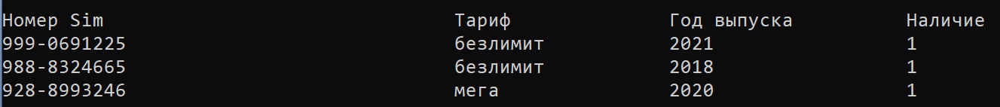 Номер Sim Тариф Год выпуска Наличие
999-0691225 безлимит 2021 1
988-8324665 безлимит 2018 1
928-8993246 мега 2020 1